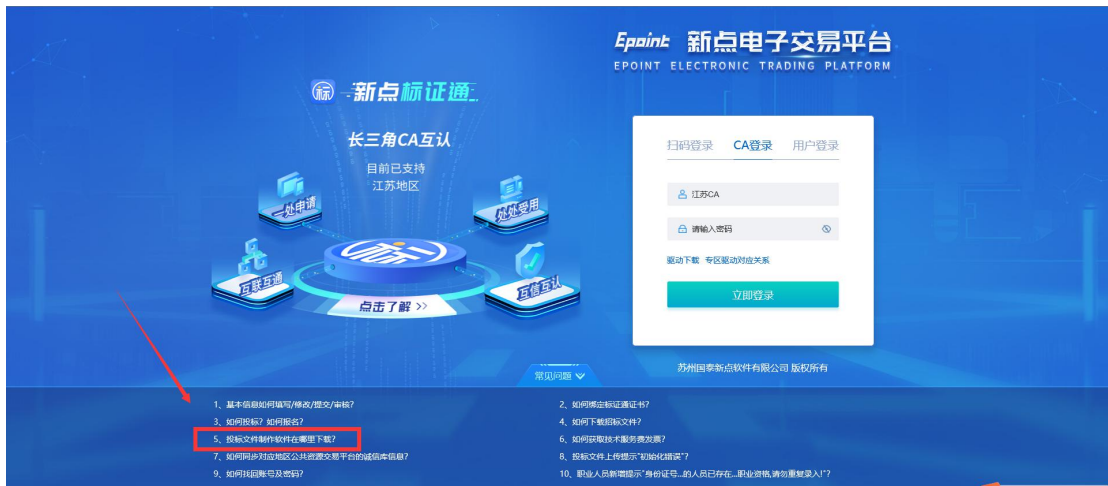 Epoint 新点电子交易平台
EPOINT ELECTRONIC TRADING PLATFORM
标 新点标证通
长三角CA互认
目前已支持
江苏地区
一处申请
处处受用
互联互通
互信互认
标
点击了解 >>
扫码登录 CA登录 用户登录
江苏CA
请输入密码
驱动下载 专区驱动对应关系
立即登录
苏州国泰新点软件有限公司 版权所有
常见问题
1、基本信息如何填写/修改/提交/审核?
2、如何绑定标证通证书?
3、如何投标? 如何报名?
4、如何下载招标文件?
5、投标文件制作软件在哪里下载?
6、如何获取技术服务费发票?
7、如何同步对应地区公共资源交易平台的诚信库信息?
8、投标文件上传提示"初始化错误"?
9、如何找回账号及密码?
10、职业人员新增提示"身份证号...的人员已存在...职业资格,请勿重复录入!"?